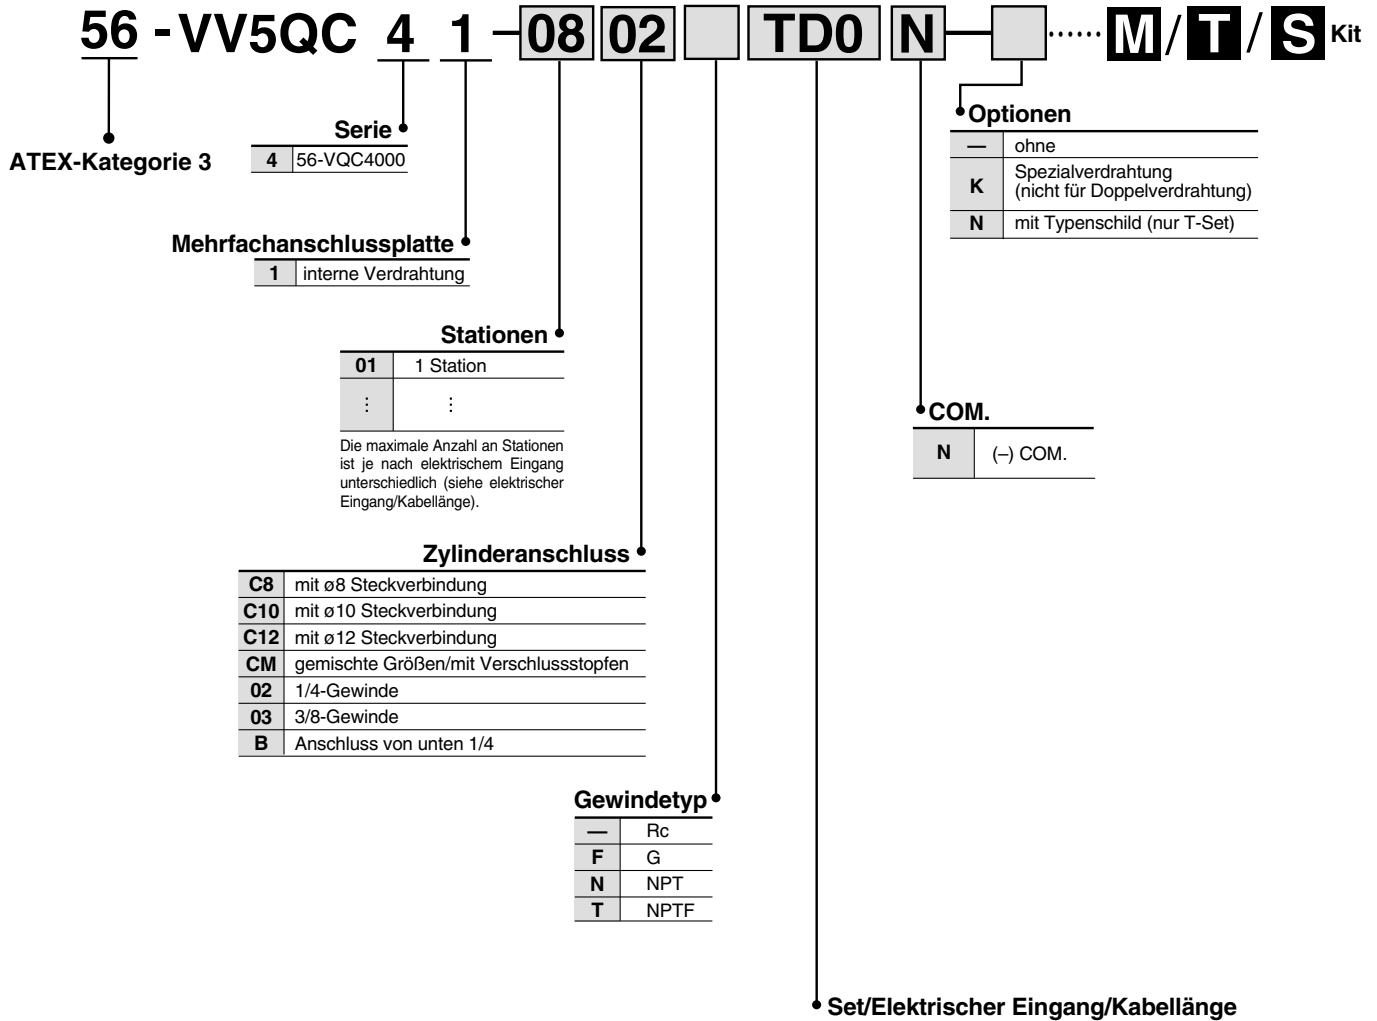 56 - VV5QC 4 1 – 08 02 TD0 N – ...... M / T / S Kit
ATEX-Kategorie 3
Serie
4 56-VQC4000
Mehrfachanschlussplatte
1 interne Verdrahtung
Stationen
01 1 Station
⋮ ⋮
Die maximale Anzahl an Stationen
ist je nach elektrischem Eingang
unterschiedlich (siehe elektrischer
Eingang/Kabellänge).
Zylinderanschluss
C8 mit ø8 Steckverbindung
C10 mit ø10 Steckverbindung
C12 mit ø12 Steckverbindung
CM gemischte Größen/mit Verschlussstopfen
02 1/4-Gewinde
03 3/8-Gewinde
B Anschluss von unten 1/4
Gewindetyp
— Rc
F G
N NPT
T NPTF
Set/Elektrischer Eingang/Kabellänge
COM.
N (–) COM.
Optionen
— ohne
K Spezialverdrahtung
(nicht für Doppelverdrahtung)
N mit Typenschild (nur T-Set)